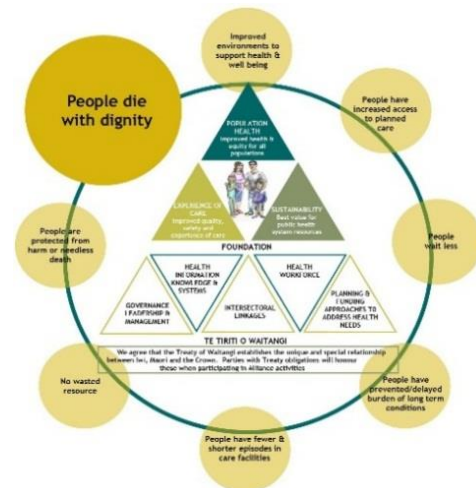 Improved
environments to
support health &
well being
People die
with dignity
People have
increased access
to planned
care
POPULATION
HEALTH
Improved health &
equity for all
populations
EXPERIENCE OF
CARE
Improved quality,
safety and
experience of care
SUSTAINABILITY
Best value for
public health
system resources
People are
protected from
harm or needless
death
People
wait less
FOUNDATION
HEALTH
INFORMATION
KNOWLEDGE &
SYSTEMS
HEALTH
WORKFORCE
GOVERNANCE
LEADERSHIP &
MANAGEMENT
INTERSECTORAL
LINKAGES
PLANNING &
FUNDING
APPROACHES TO
ADDRESS HEALTH
NEEDS
TE TIRITI O WAITANGI
We agree that the Treaty of Waitangi establishes the unique and special relationship
between Iwi, Maori and the Crown. Parties with Treaty obligations will honour
these when participating in Alliance activities
No wasted
resource
People have
prevented/delayed
burden of long term
conditions
People have fewer &
shorter episodes in
care facilities